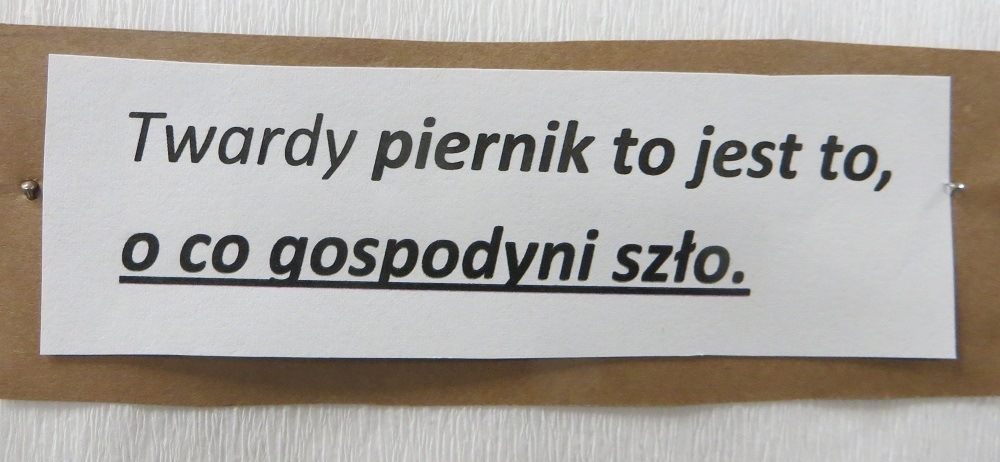 Twardy piernik to jest to,
o co gospodyni szło.